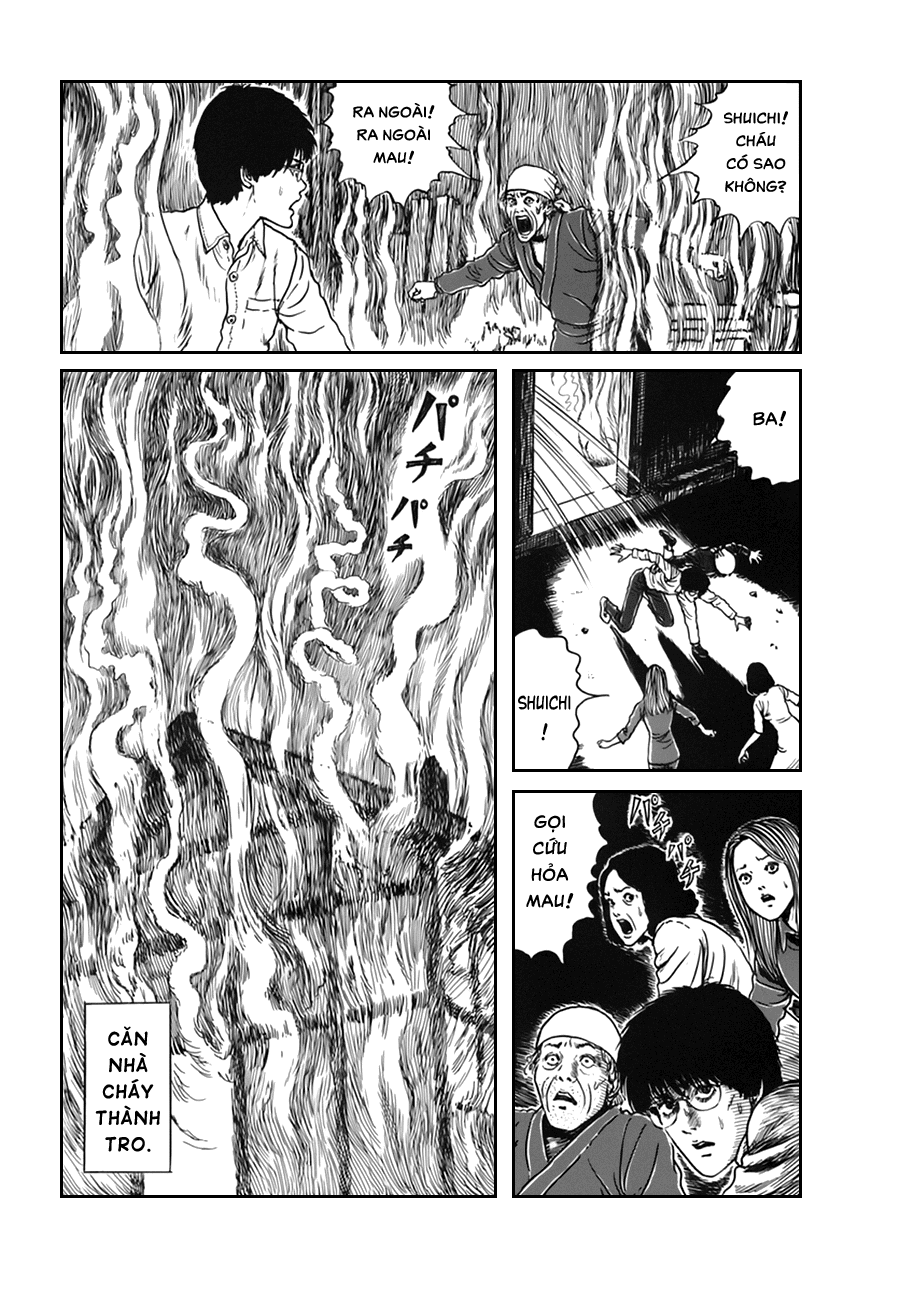 SHUICHI!
CHÁU
CÓ SAO
KHÔNG?
RA NGOÀI!
RA NGOÀI
MAU!
BA!
SHUICHI
!
GỌI
CỨU
HỎA
MAU!
パチ
パチ
パチ
パチ
CĂN
NHÀ
CHÁY
THÀNH
TRO.